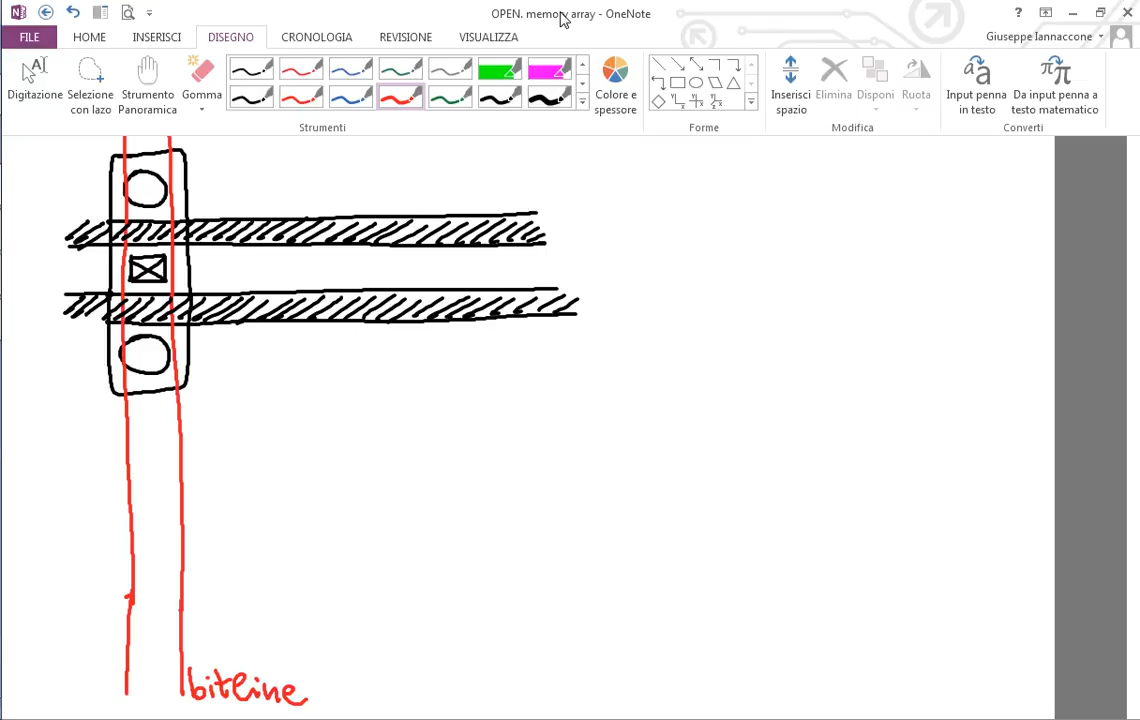 OPEN. memory array - OneNote
?
FILE HOME INSERISCI DISEGNO CRONOLOGIA REVISIONE VISUALIZZA
Giuseppe Iannaccone
Digitazione
Selezione con lazo
Strumento Panoramica
Gomma
Colore e spessore
Inserisci spazio
Elimina
Disponi
Ruota
Input penna in testo
Da input penna a testo matematico
Strumenti
Forme
Modifica
Converti
bitline